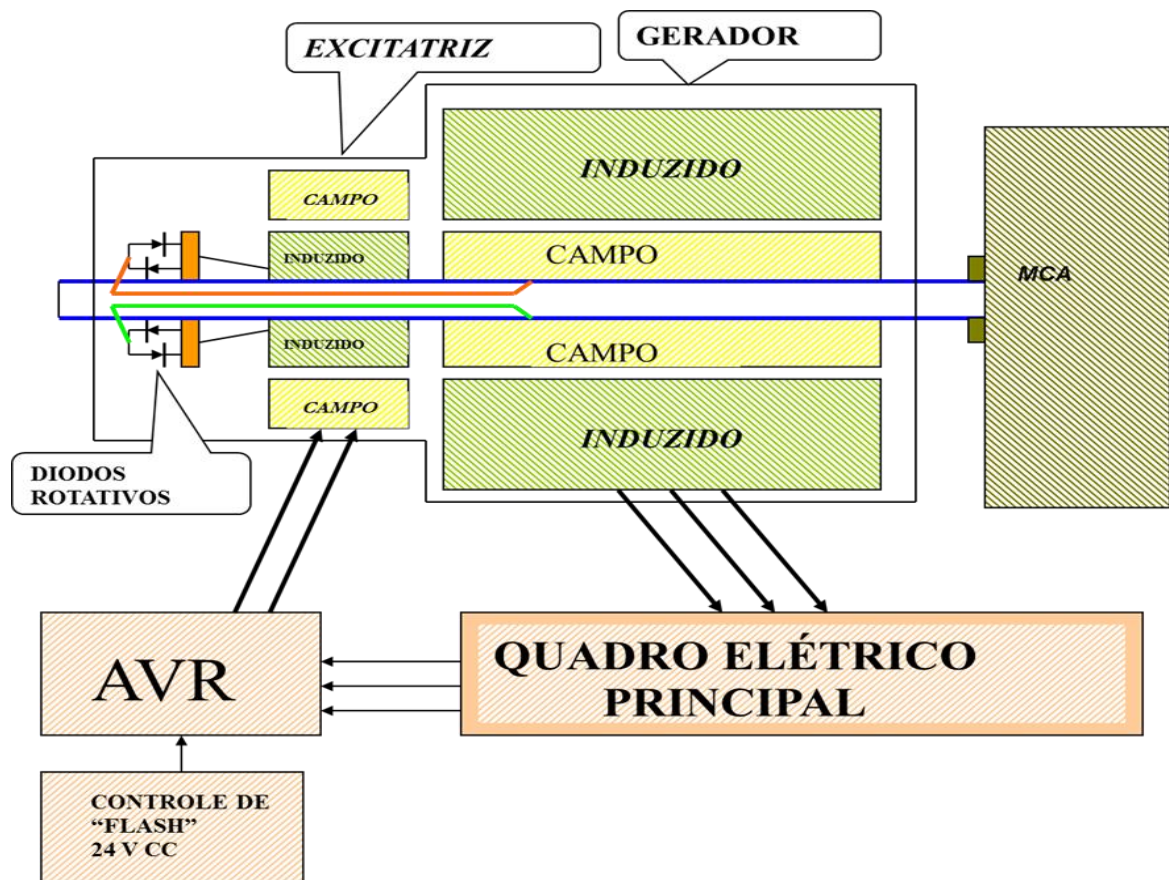 EXCITATRIZ
GERADOR
INDUZIDO
CAMPO
INDUZIDO
CAMPO
MCA
INDUZIDO
CAMPO
CAMPO
INDUZIDO
DIODOS
ROTATIVOS
AVR
QUADRO ELÉTRICO
PRINCIPAL
CONTROLE DE
“FLASH”
24 V CC